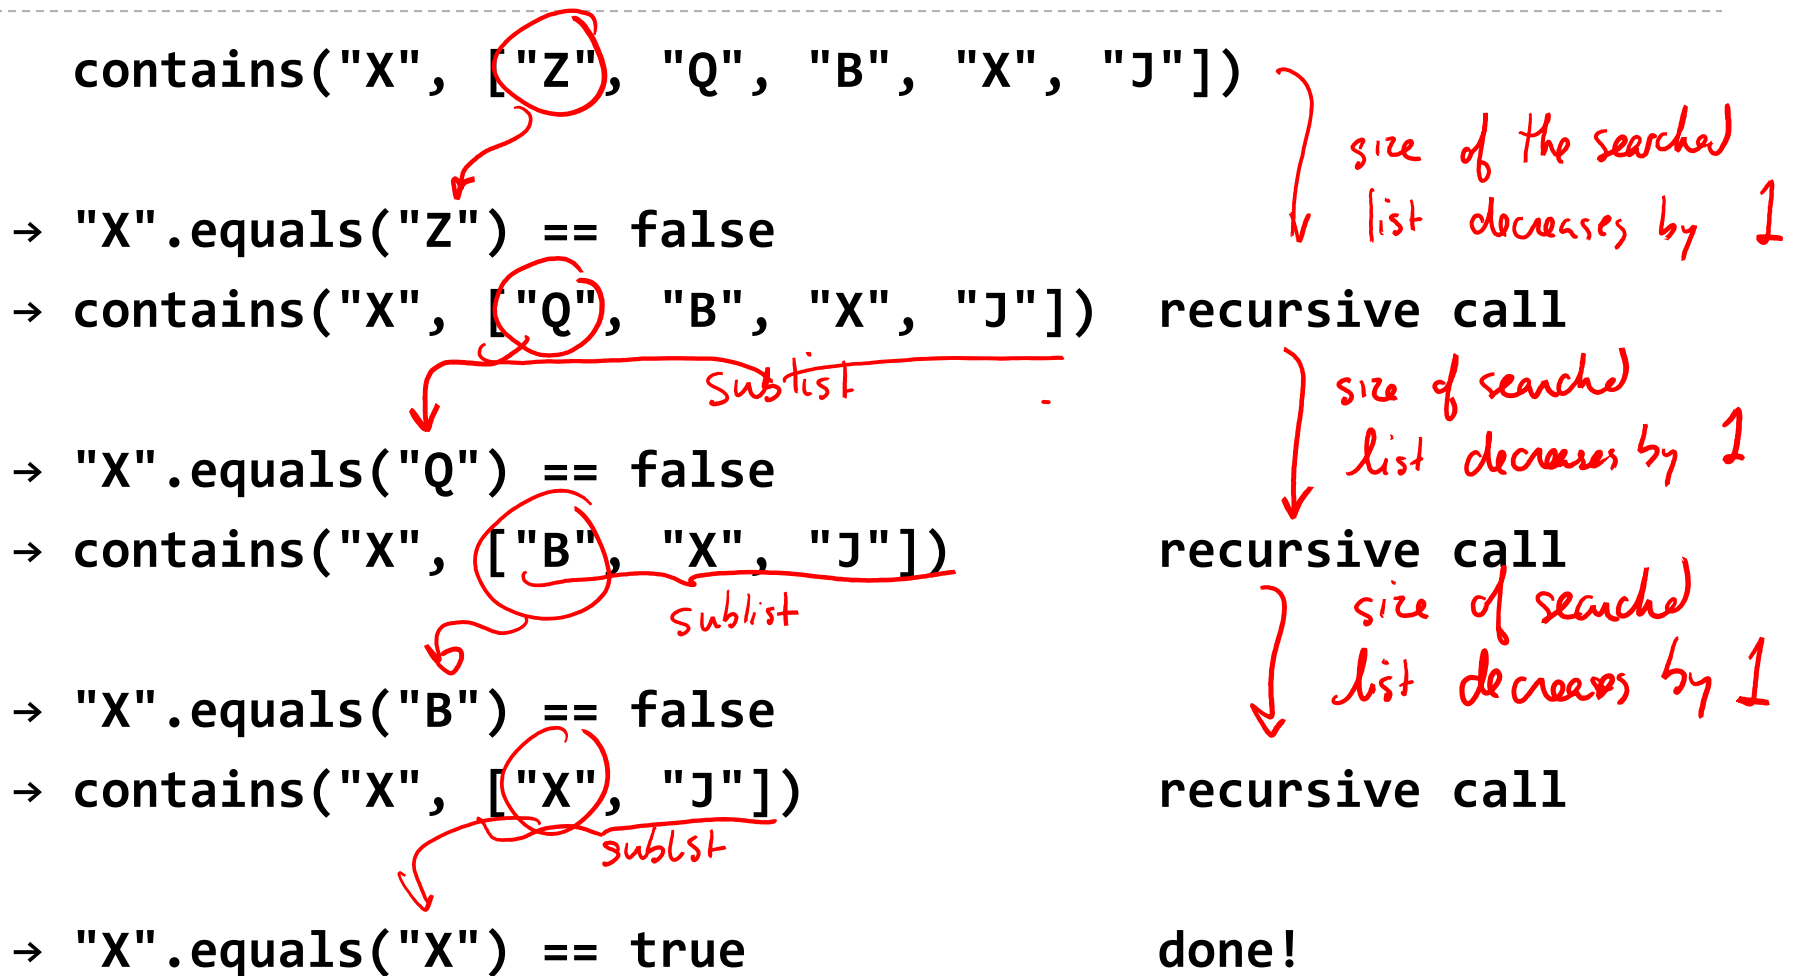 contains("X", ["Z", "Q", "B", "X", "J"])
size of the searched
list decreases by 1
→ "X".equals("Z") == false
→ contains("X", ["Q", "B", "X", "J"]) recursive call
sublist
size of searched
list decreases by 1
→ "X".equals("Q") == false
→ contains("X", ["B", "X", "J"]) recursive call
sublist
size of searched
list decreases by 1
→ "X".equals("B") == false
→ contains("X", ["X", "J"]) recursive call
sublst
→ "X".equals("X") == true done!